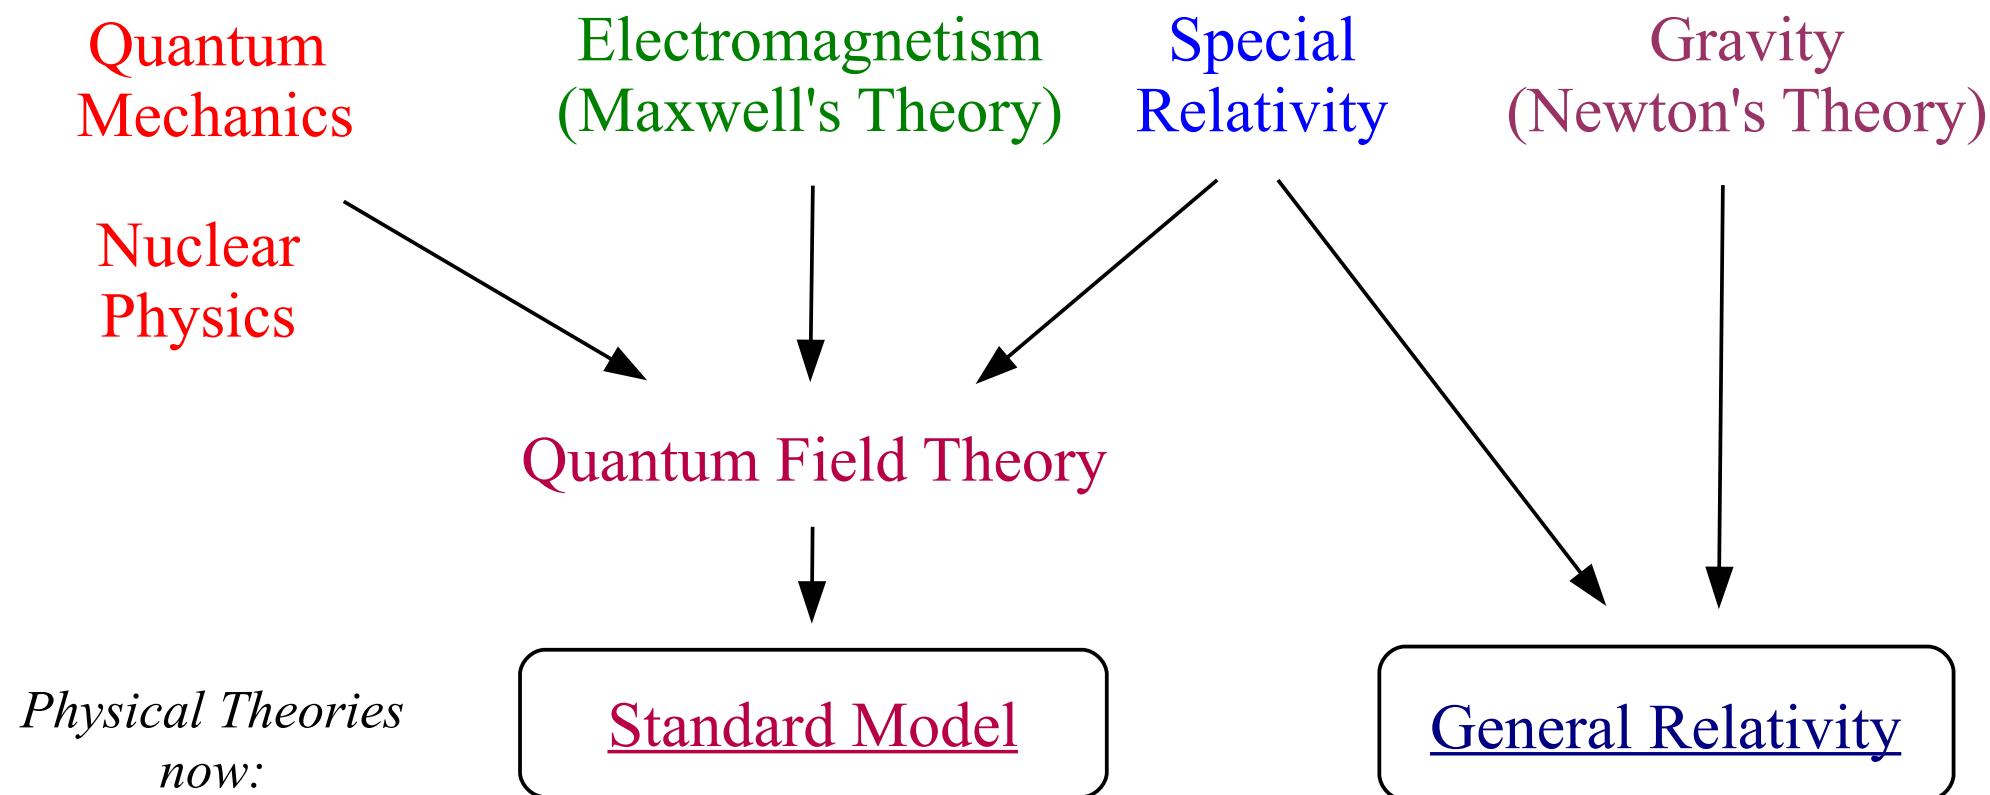 Quantum
Mechanics
Electromagnetism
(Maxwell's Theory)
Special
Relativity
Gravity
(Newton's Theory)
Nuclear
Physics
Quantum Field Theory
Physical Theories
now:
Standard Model
General Relativity